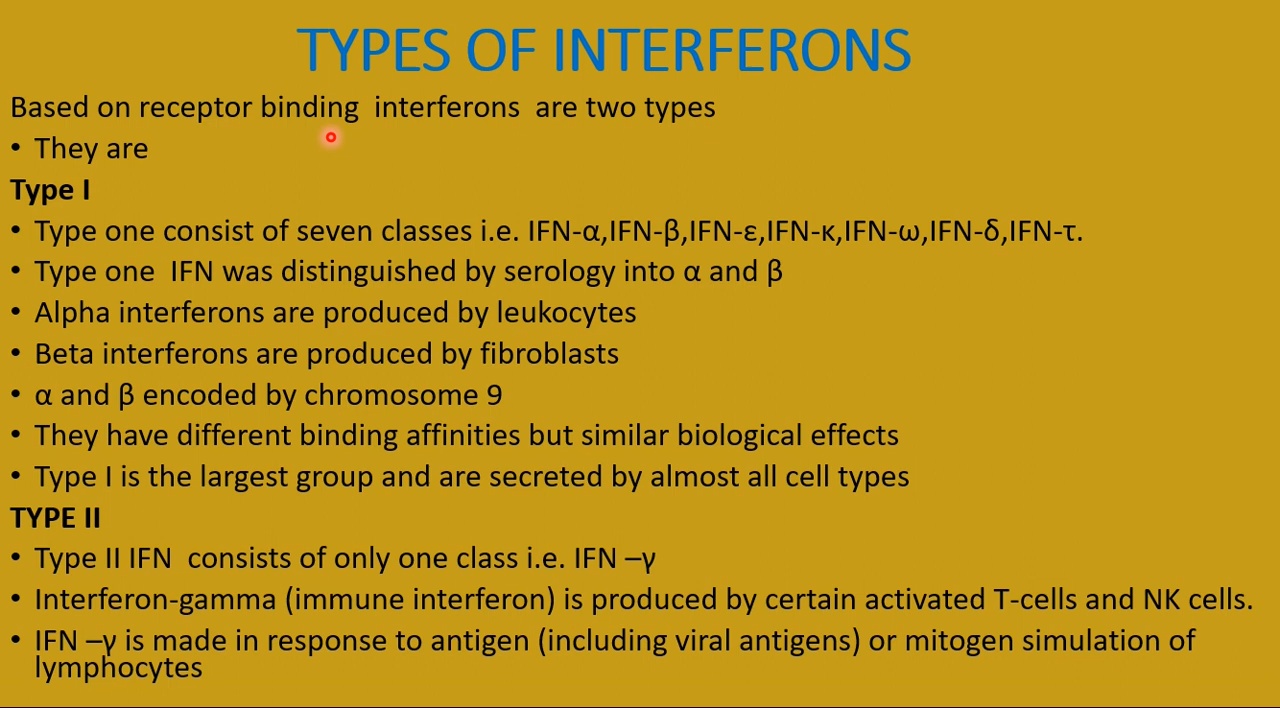 TYPES OF INTERFERONS
Based on receptor binding  interferons  are two types
• They are
Type I
• Type one consist of seven classes i.e. IFN-α,IFN-β,IFN-ε,IFN-κ,IFN-ω,IFN-δ,IFN-τ.
• Type one  IFN was distinguished by serology into α and β
• Alpha interferons are produced by leukocytes
• Beta interferons are produced by fibroblasts
• α and β encoded by chromosome 9
• They have different binding affinities but similar biological effects
• Type I is the largest group and are secreted by almost all cell types
TYPE II
• Type II IFN  consists of only one class i.e. IFN –γ
• Interferon-gamma (immune interferon) is produced by certain activated T-cells and NK cells.
• IFN –γ is made in response to antigen (including viral antigens) or mitogen simulation of
lymphocytes